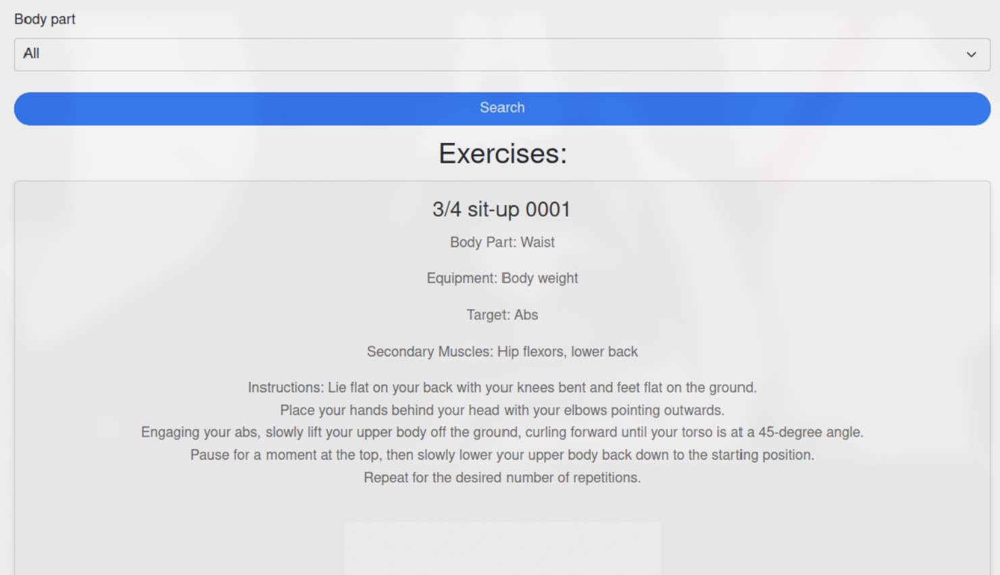 Body part
All
Search
Exercises:
3/4 sit-up 0001
Body Part: Waist
Equipment: Body weight
Target: Abs
Secondary Muscles: Hip flexors, lower back
Instructions: Lie flat on your back with your knees bent and feet flat on the ground.
Place your hands behind your head with your elbows pointing outwards.
Engaging your abs, slowly lift your upper body off the ground, curling forward until your torso is at a 45-degree angle.
Pause for a moment at the top, then slowly lower your upper body back down to the starting position.
Repeat for the desired number of repetitions.